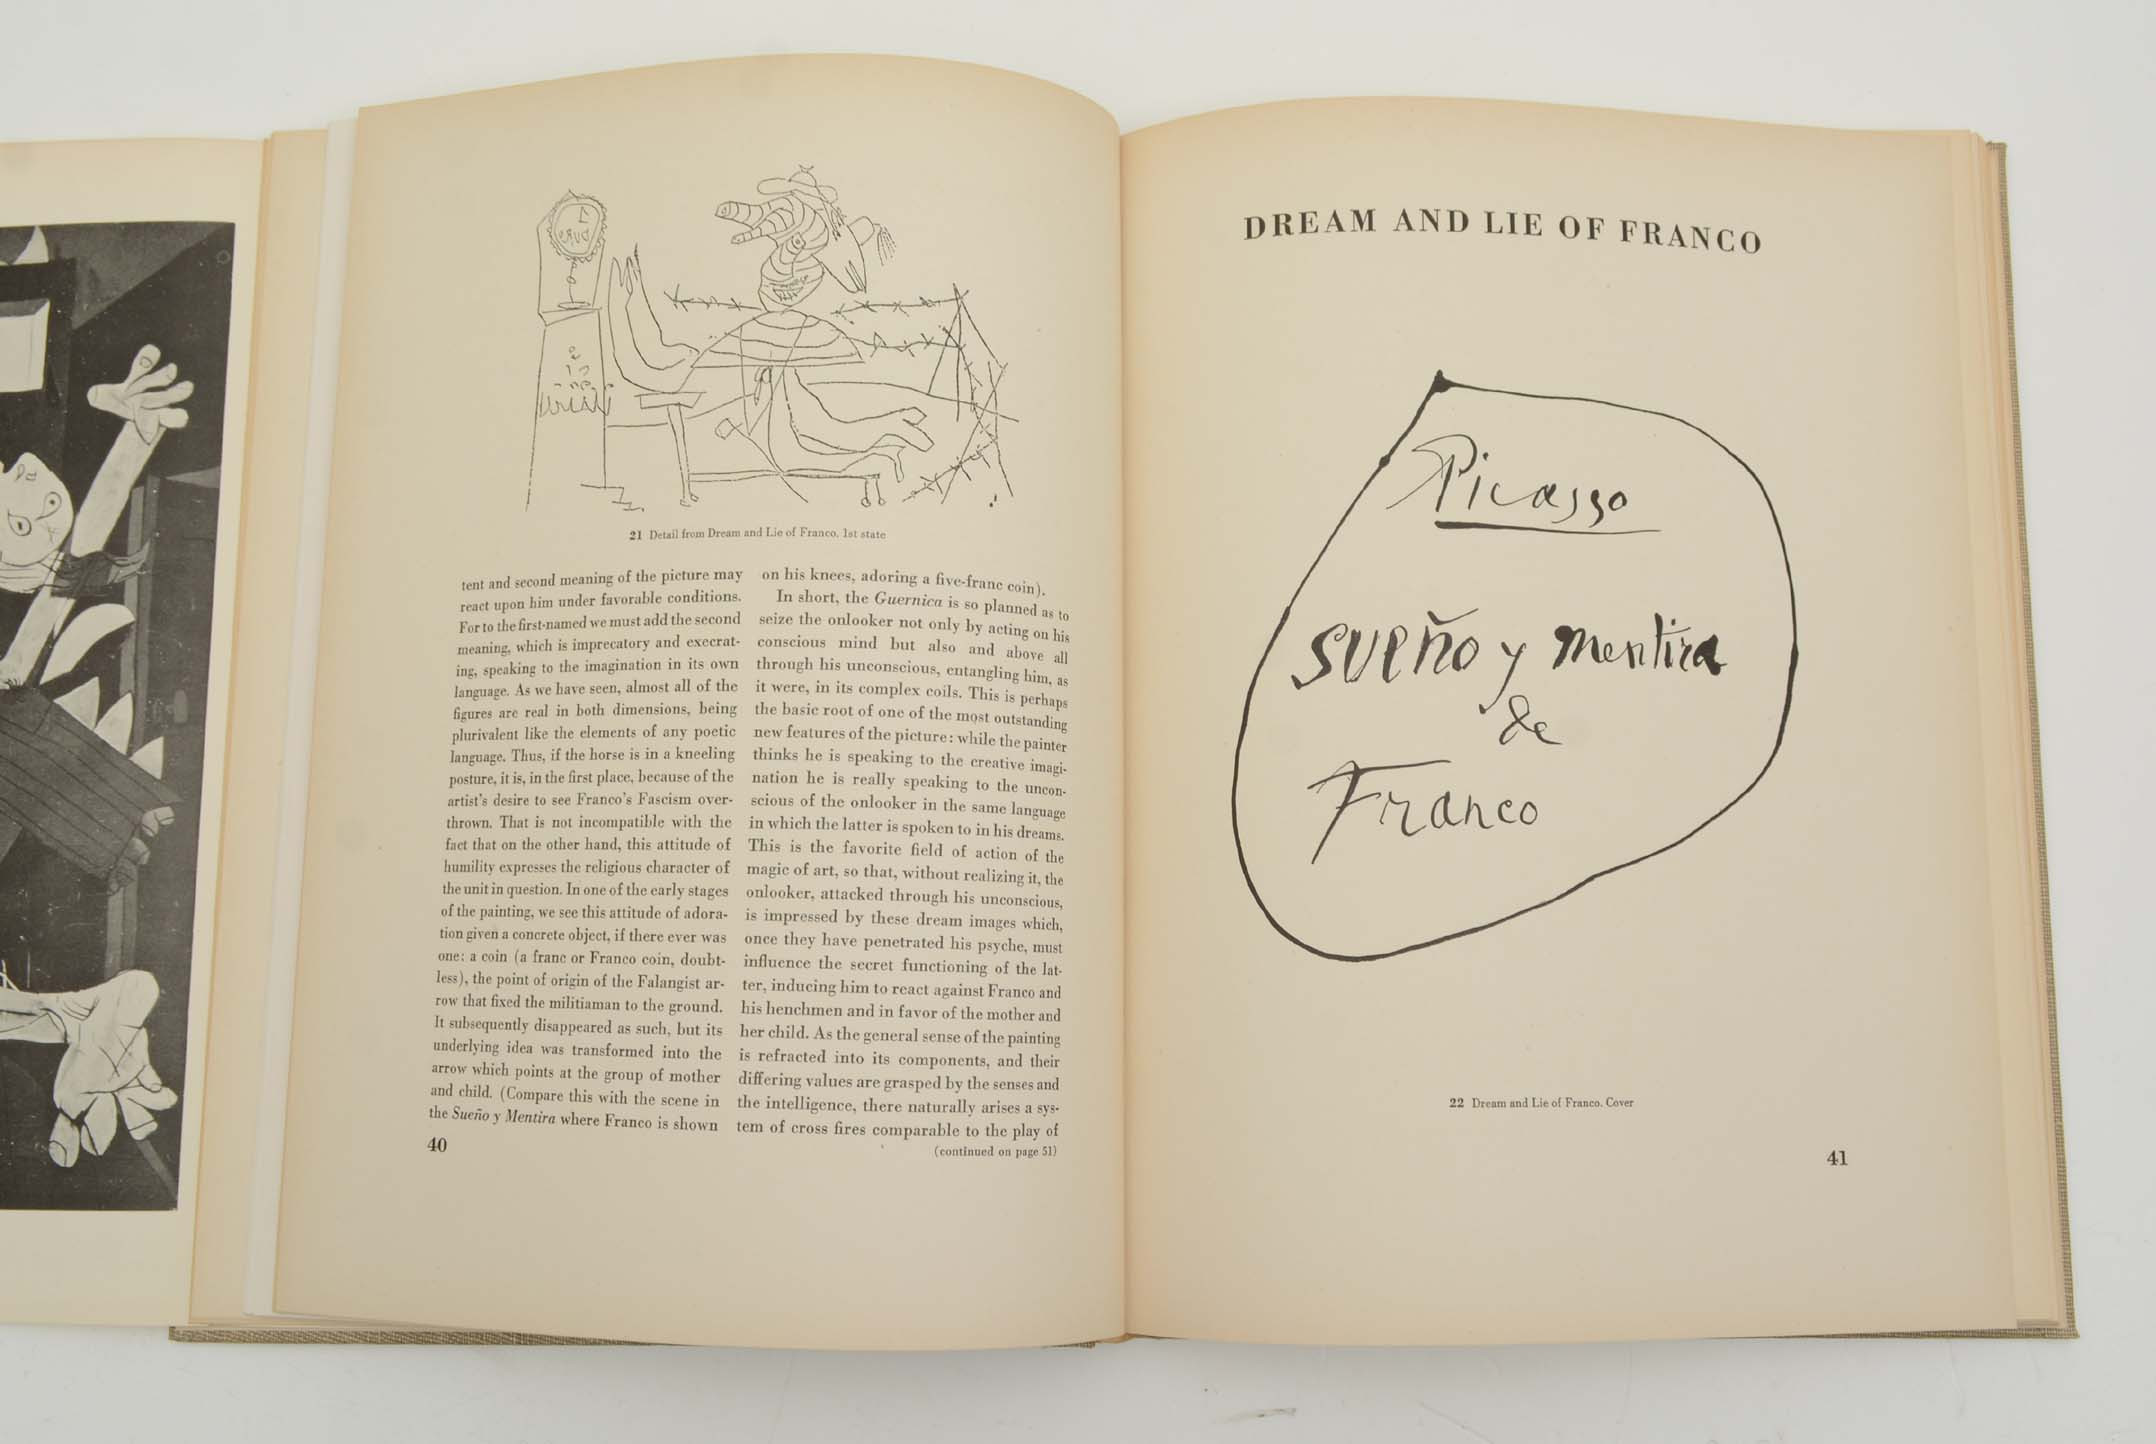 21 Detail from Dream and Lie of Franco. 1st state
tent and second meaning of the picture may
react upon him under favorable conditions.
For to the first-named we must add the second
meaning, which is imprecatory and execrat-
ing, speaking to the imagination in its own
language. As we have seen, almost all of the
figures are real in both dimensions, being
plurivalent like the elements of any poetic
language. Thus, if the horse is in a kneeling
posture, it is, in the first place, because of the
artist's desire to see Franco's Fascism over-
thrown. That is not incompatible with the
fact that on the other hand, this attitude of
humility expresses the religious character of
the unit in question. In one of the early stages
of the painting, we see this attitude of adora-
tion given a concrete object, if there ever was
one: a coin (a franc or Franco coin, doubt-
less), the point of origin of the Falangist ar-
row that fixed the militiaman to the ground.
It subsequently disappeared as such, but its
underlying idea was transformed into the
arrow which points at the group of mother
and child. (Compare this with the scene in
the Sueño y Mentira where Franco is shown
on his knees, adoring a five-franc coin).
In short, the Guernica is so planned as to
seize the onlooker not only by acting on his
conscious mind but also and above all
through his unconscious, entangling him, as
it were, in its complex coils. This is perhaps
the basic root of one of the most outstanding
new features of the picture: while the painter
thinks he is speaking to the creative imagi-
nation he is really speaking to the uncon-
scious of the onlooker in the same language
in which the latter is spoken to in his dreams.
This is the favorite field of action of the
magic of art, so that, without realizing it, the
onlooker, attacked through his unconscious,
is impressed by these dream images which,
once they have penetrated his psyche, must
influence the secret functioning of the lat-
ter, inducing him to react against Franco and
his henchmen and in favor of the mother and
her child. As the general sense of the painting
is refracted into its components, and their
differing values are grasped by the senses and
the intelligence, there naturally arises a sys-
tem of cross fires comparable to the play of
(continued on page 51)
40
DREAM AND LIE OF FRANCO
Picasso
sueño y mentira
de
Franco
22 Dream and Lie of Franco. Cover
41